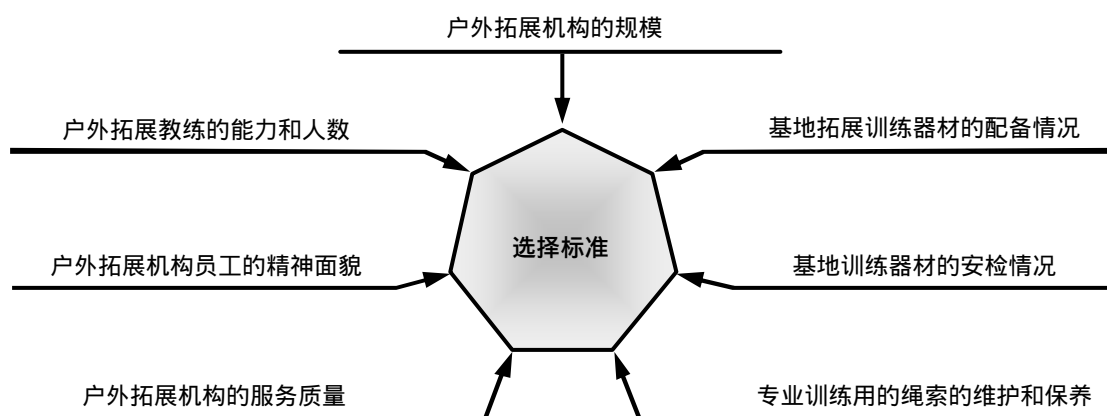 户外拓展机构的规模
户外拓展教练的能力和人数
基地拓展训练器材的配备情况
选择标准
户外拓展机构员工的精神面貌
基地训练器材的安检情况
户外拓展机构的服务质量
专业训练用的绳索的维护和保养